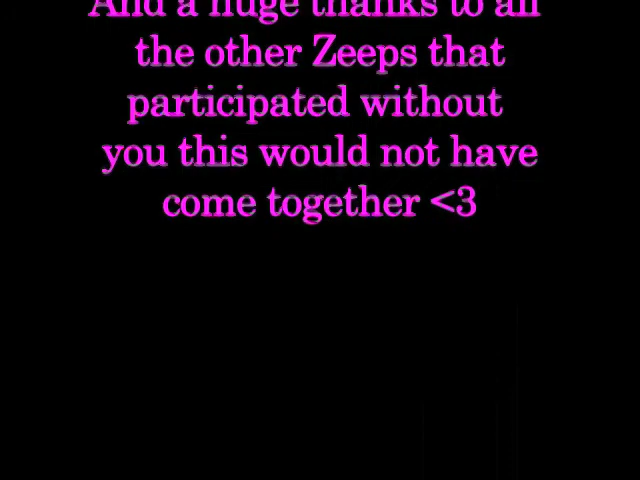 And a huge thanks to all
the other Zeeps that
participated without
you this would not have
come together <3